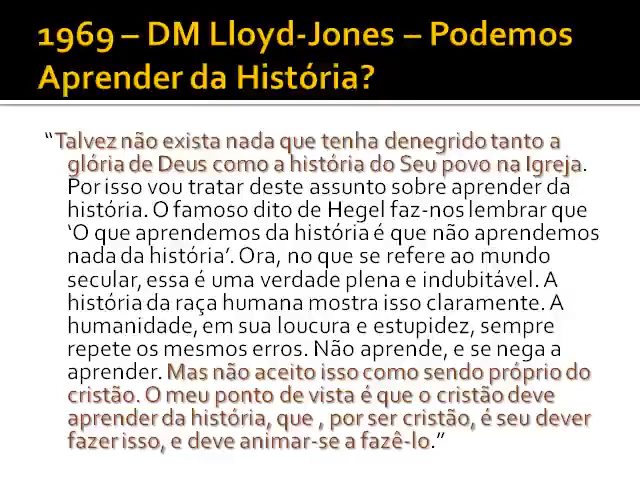 1969 – DM Lloyd-Jones – Podemos
Aprender da História?
“Talvez não exista nada que tenha denegrido tanto a
glória de Deus como a história do Seu povo na Igreja.
Por isso vou tratar deste assunto sobre aprender da
história. O famoso dito de Hegel faz-nos lembrar que
‘O que aprendemos da história é que não aprendemos
nada da história’. Ora, no que se refere ao mundo
secular, essa é uma verdade plena e indubitável. A
história da raça humana mostra isso claramente. A
humanidade, em sua loucura e estupidez, sempre
repete os mesmos erros. Não aprende, e se nega a
aprender. Mas não aceito isso como sendo próprio do
cristão. O meu ponto de vista é que o cristão deve
aprender da história, que , por ser cristão, é seu dever
fazer isso, e deve animar-se a fazê-lo.”